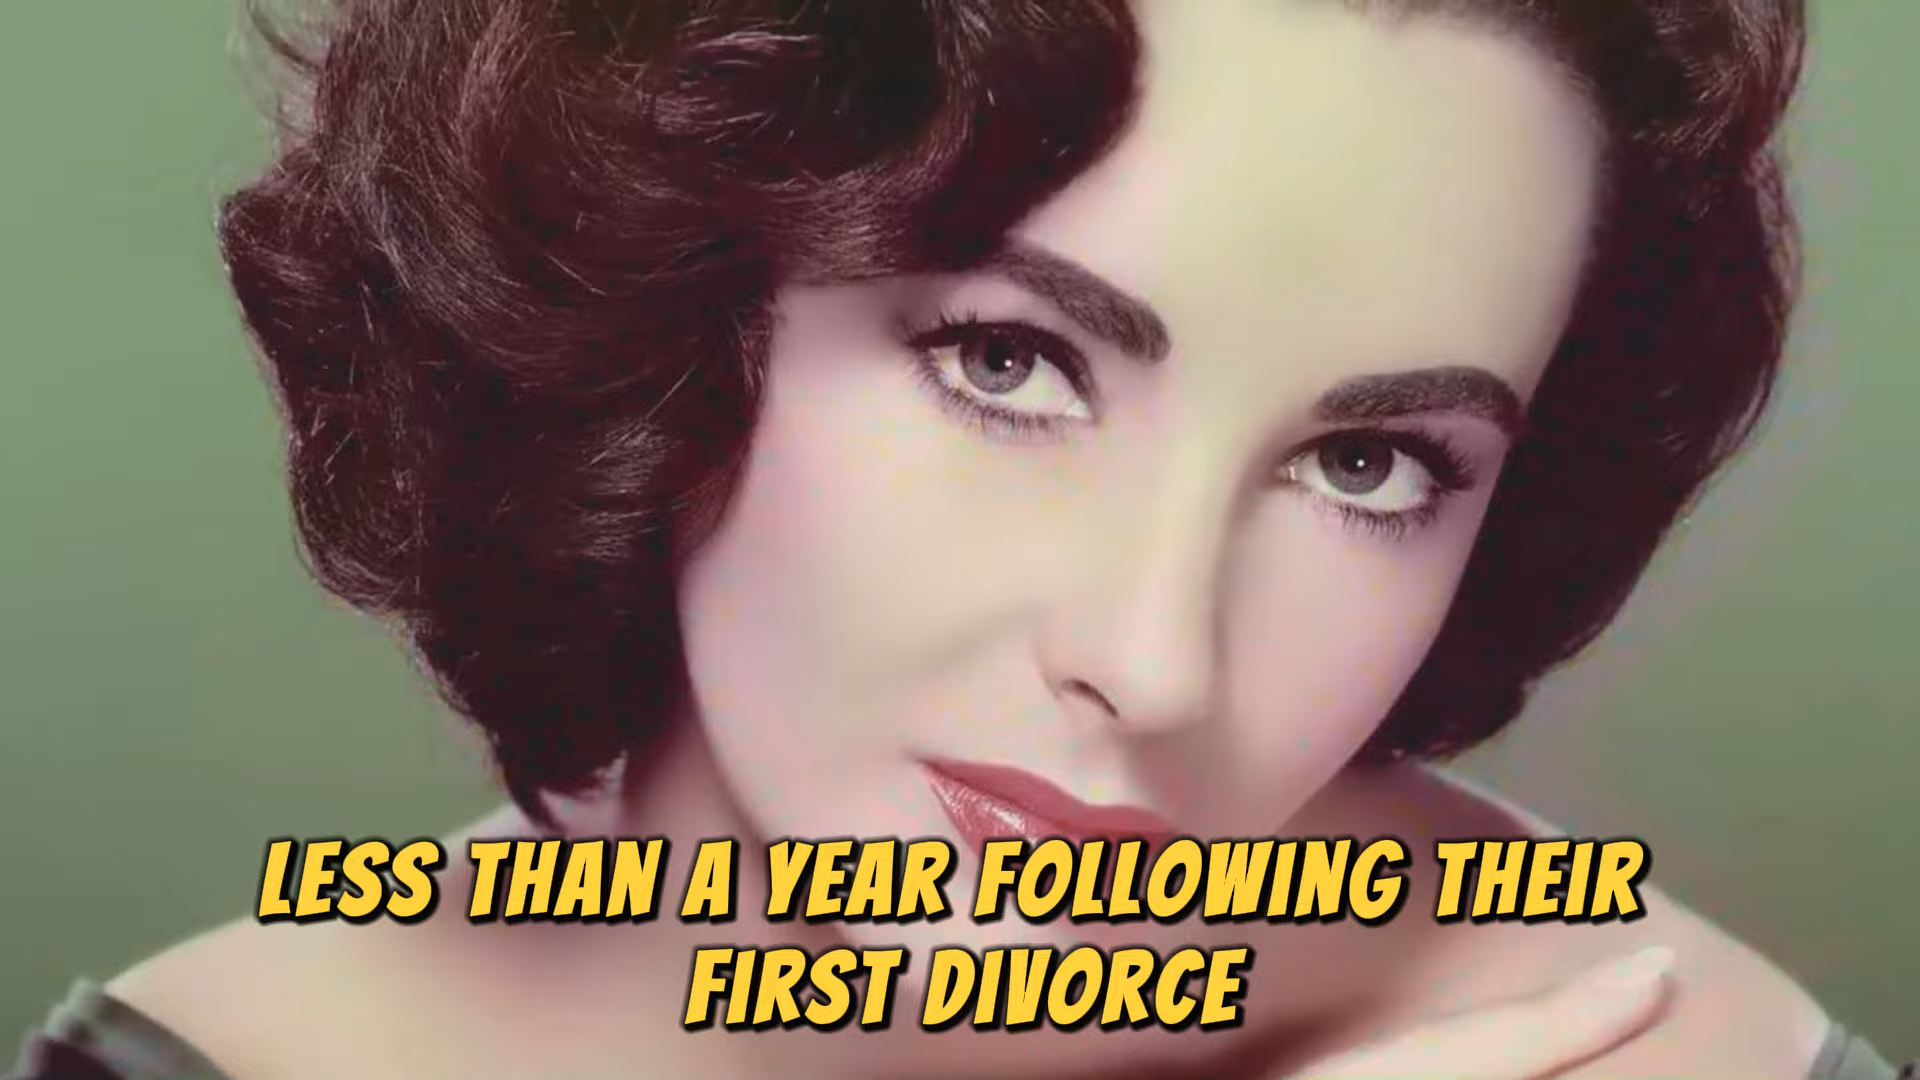 LESS THAN A YEAR FOLLOWING THEIR
FIRST DIVORCE